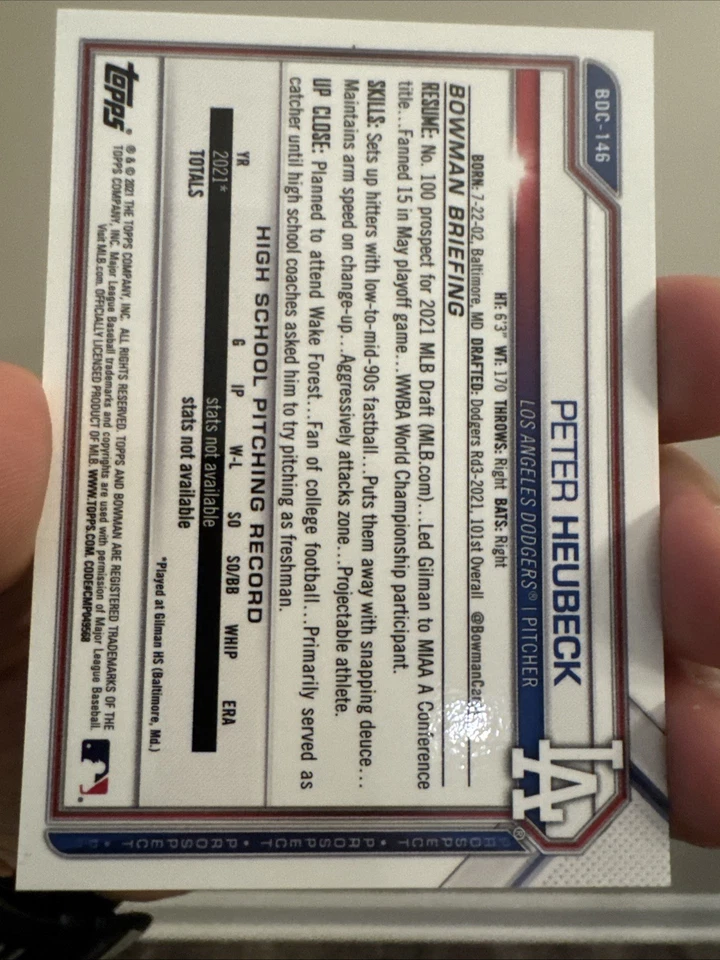 BDC-146
PETER HEUBECK
LOS ANGELES DODGERS® | PITCHER
LA
®
HT: 6'3" WT: 170 THROWS: Right BATS: Right
BORN: 7-22-02, Baltimore, MD DRAFTED: Dodgers Rd3-2021, 101st Overall @BowmanCar
BOWMAN BRIEFING
RESUME: No. 100 prospect for 2021 MLB Draft (MLB.com)...Led Gilman to MIAA A Conference
title...Fanned 15 in May playoff game...WWBA World Championship participant.
SKILLS: Sets up hitters with low-to-mid-90s fastball...Puts them away with snapping deuce...
Maintains arm speed on change-up...Aggressively attacks zone...Projectable athlete.
UP CLOSE: Planned to attend Wake Forest...Fan of college football...Primarily served as
catcher until high school coaches asked him to try pitching as freshman.
HIGH SCHOOL PITCHING RECORD
YR G IP W-L SO SO/BB WHIP ERA
2021* stats not available
TOTALS stats not available
*Played at Gilman HS (Baltimore, Md.)
topps®
® & © 2021 THE TOPPS COMPANY, INC. ALL RIGHTS RESERVED. TOPPS AND BOWMAN ARE REGISTERED TRADEMARKS OF THE
TOPPS COMPANY, INC. Major League Baseball trademarks and copyrights are used with permission of Major League Baseball.
Visit MLB.com. OFFICIALLY LICENSED PRODUCT OF MLB. WWW.TOPPS.COM. CODE#CMP049568